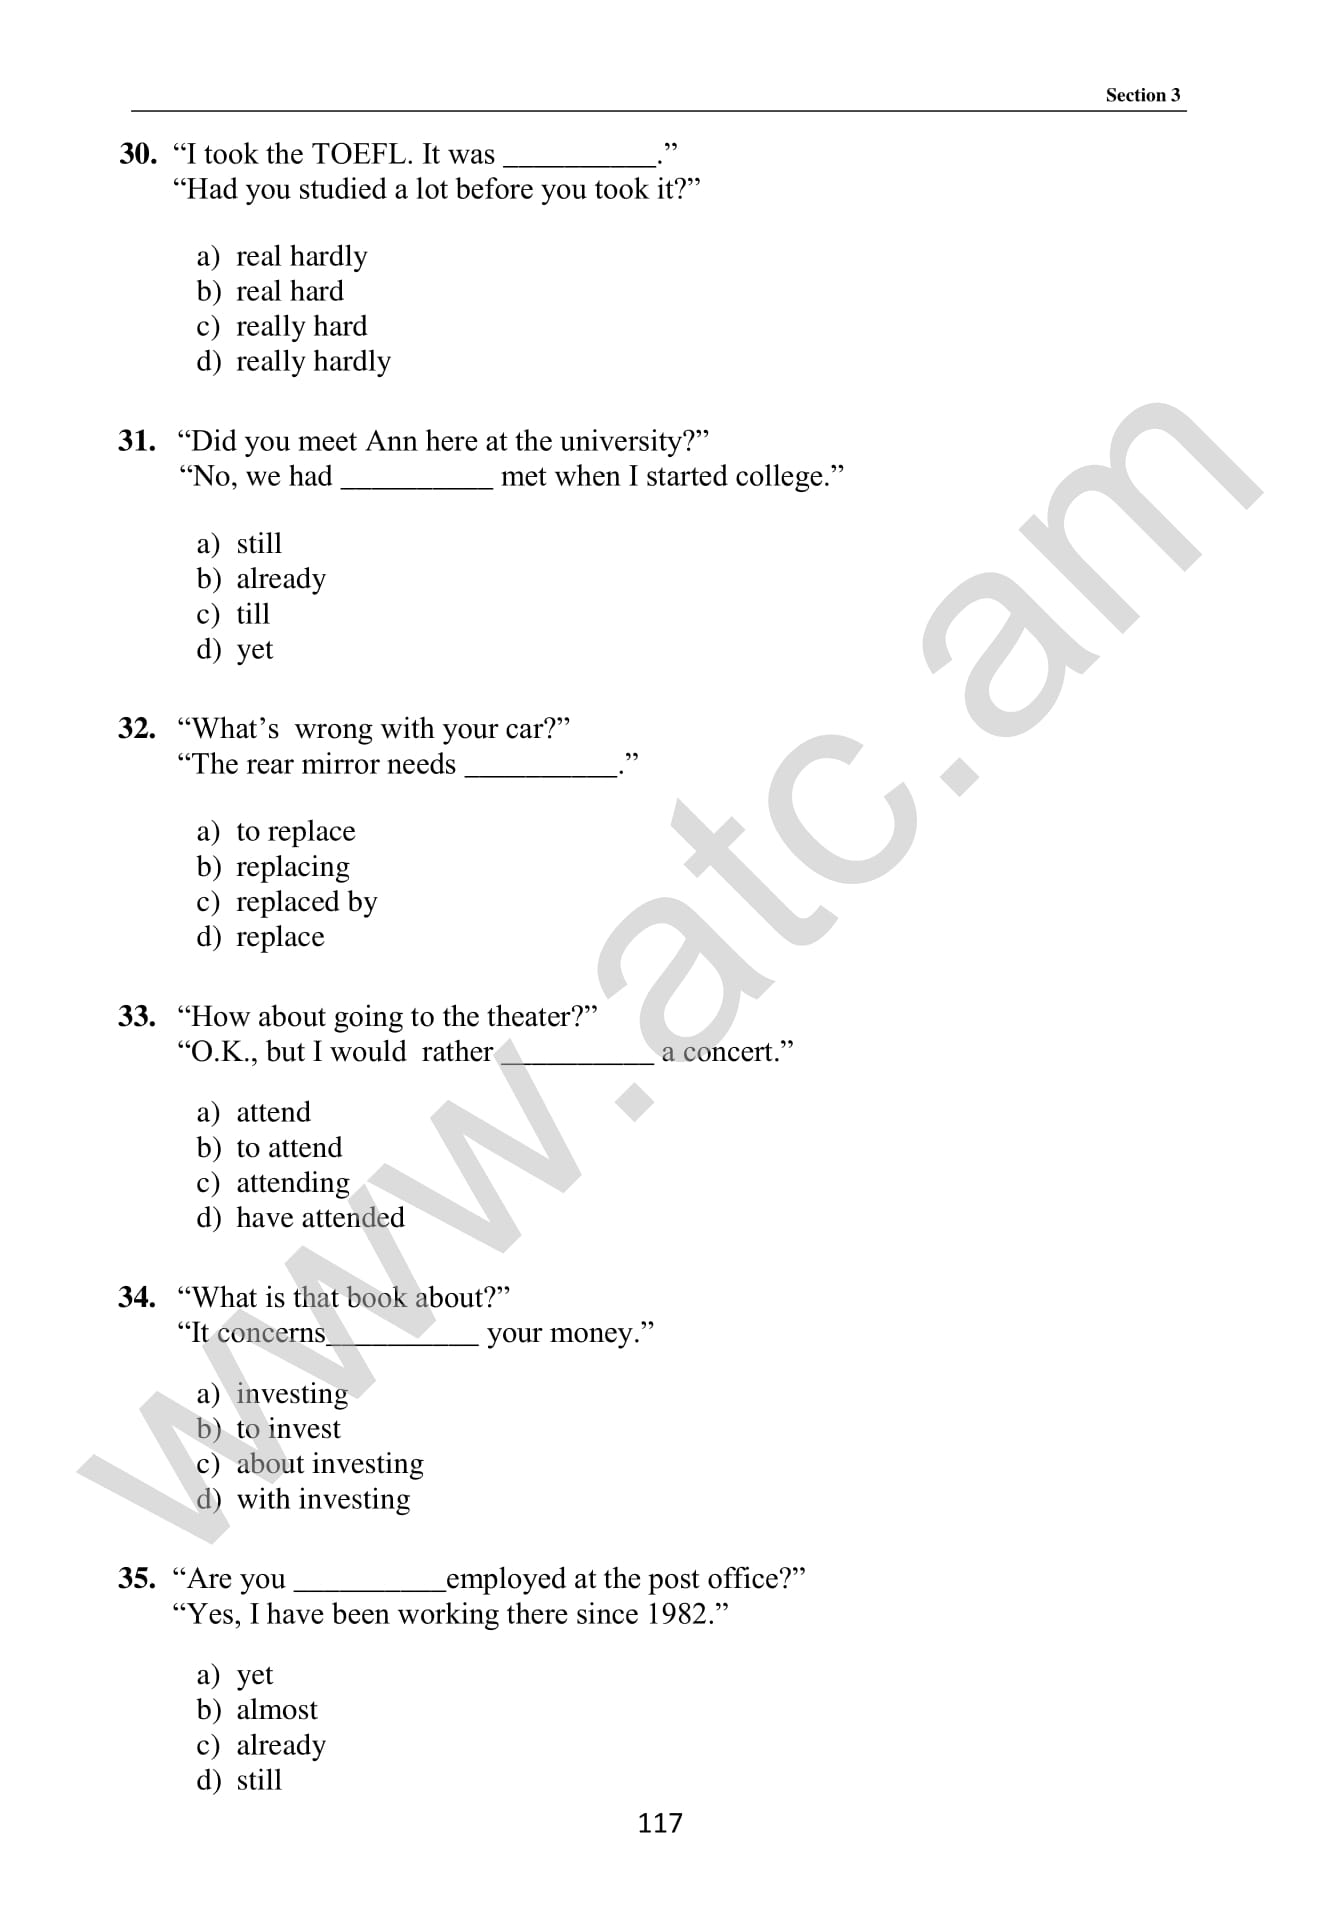 Section 3
30. “I took the TOEFL. It was __________.”
“Had you studied a lot before you took it?”
a) real hardly
b) real hard
c) really hard
d) really hardly
31. “Did you meet Ann here at the university?”
“No, we had __________ met when I started college.”
a) still
b) already
c) till
d) yet
32. “What’s wrong with your car?”
“The rear mirror needs __________.”
a) to replace
b) replacing
c) replaced by
d) replace
33. “How about going to the theater?”
“O.K., but I would rather __________ a concert.”
a) attend
b) to attend
c) attending
d) have attended
34. “What is that book about?”
“It concerns__________ your money.”
a) investing
b) to invest
c) about investing
d) with investing
35. “Are you __________employed at the post office?”
“Yes, I have been working there since 1982.”
a) yet
b) almost
c) already
d) still
117
www.atc.am